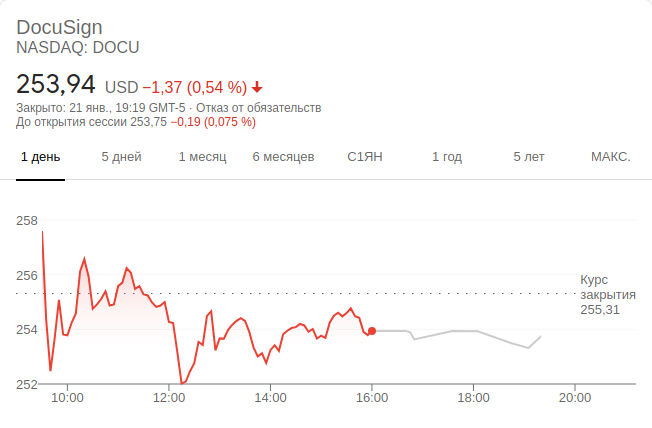 DocuSign
NASDAQ: DOCU
253,94 USD −1,37 (0,54 %)
Закрыто: 21 янв., 19:19 GMT-5 · Отказ от обязательств
До открытия сессии 253,75 −0,19 (0,075 %)
1 день 5 дней 1 месяц 6 месяцев С1ЯН 1 год 5 лет МАКС.
258
256
Курс
закрытия
255,31
254
252
10:00 12:00 14:00 16:00 18:00 20:00